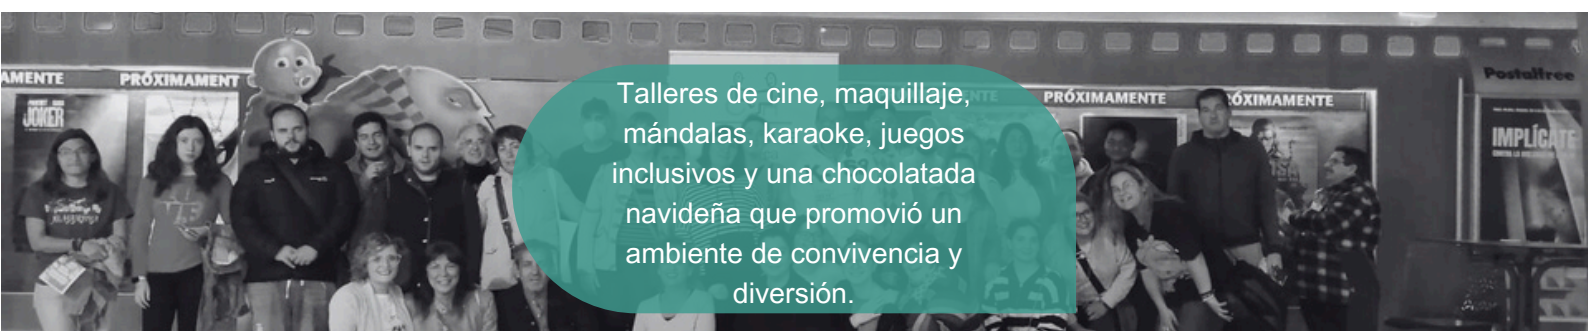 AMENTE
PRÓXIMAMENT
JOKER
Talleres de cine, maquillaje,
mándalas, karaoke, juegos
inclusivos y una chocolatada
navideña que promovió un
ambiente de convivencia y
diversión.
PRÓXIMAMENTE
ÓXIMAMENTE
Postalfree
IMPLÍCATE